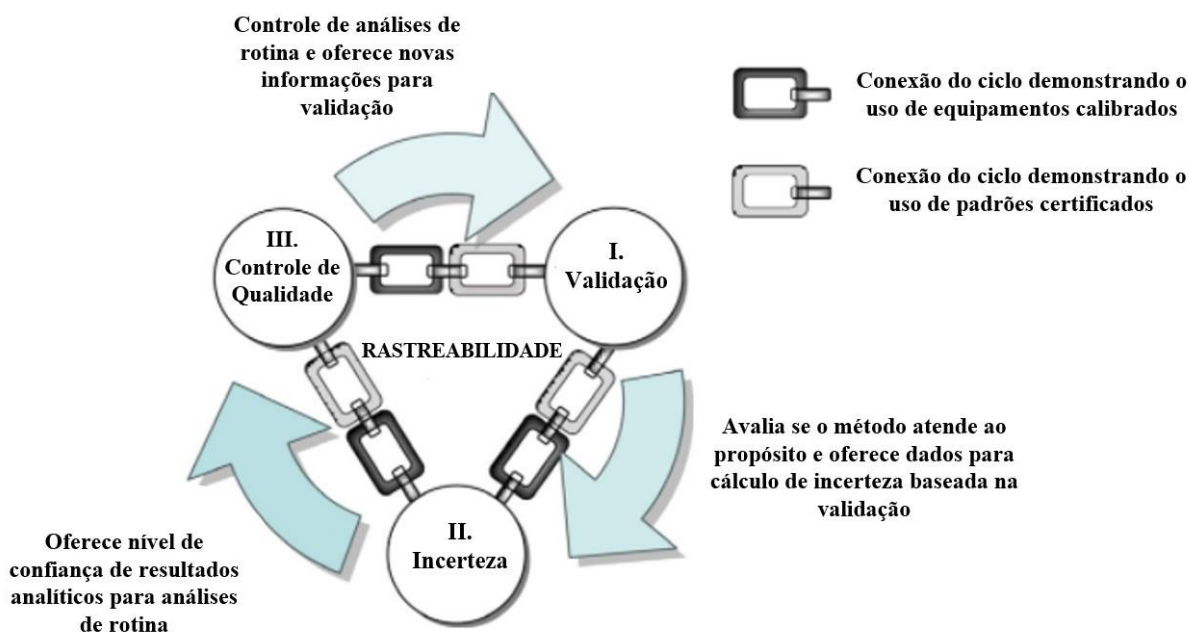 Controle de análises de
rotina e oferece novas
informações para
validação
Conexão do ciclo demonstrando o
uso de equipamentos calibrados
Conexão do ciclo demonstrando o
uso de padrões certificados
III.
Controle de
Qualidade
I.
Validação
RASTREABILIDADE
Avalia se o método atende ao
propósito e oferece dados para
cálculo de incerteza baseada na
validação
II.
Incerteza
Oferece nível de
confiança de resultados
analíticos para análises
de rotina